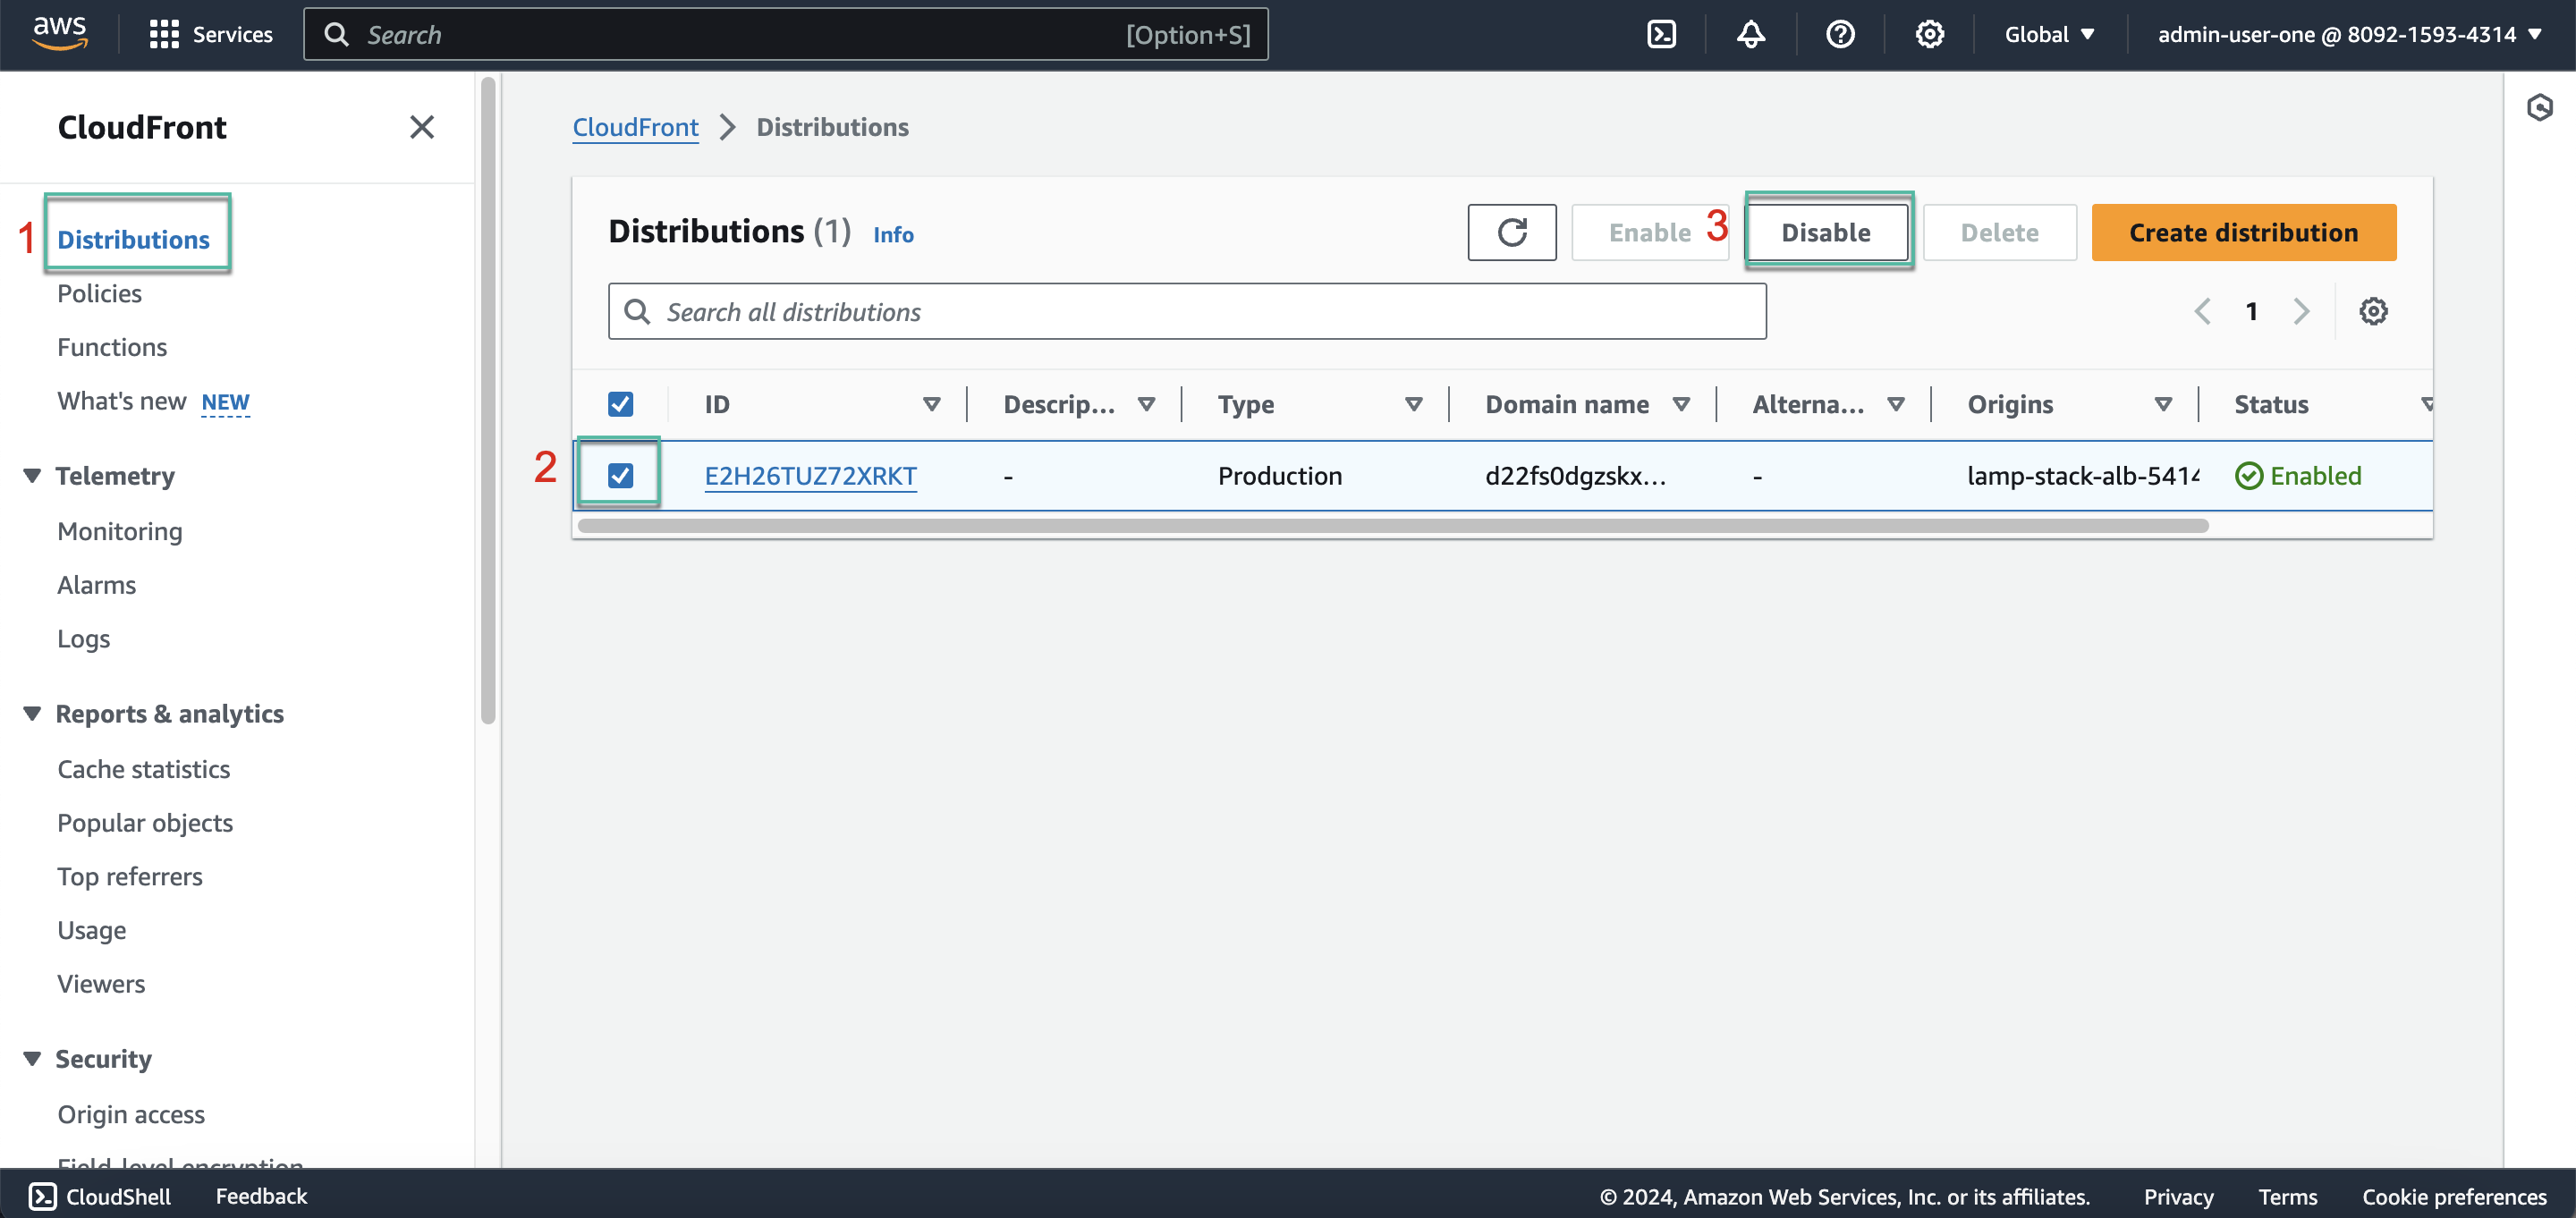 aws
Services
Search
[Option+S]
Global
admin-user-one @ 8092-1593-4314
CloudFront
1
Distributions
Policies
Functions
What's new NEW
Telemetry
Monitoring
Alarms
Logs
Reports & analytics
Cache statistics
Popular objects
Top referrers
Usage
Viewers
Security
Origin access
Field-level encryption
CloudFront > Distributions
Distributions (1) Info
Enable
3
Disable
Delete
Create distribution
Search all distributions
1
ID Descrip... Type Domain name Alterna... Origins Status
2
E2H26TUZ72XRKT - Production d22fs0dgzskx... - lamp-stack-alb-5414 Enabled
CloudShell
Feedback
© 2024, Amazon Web Services, Inc. or its affiliates.
Privacy
Terms
Cookie preferences